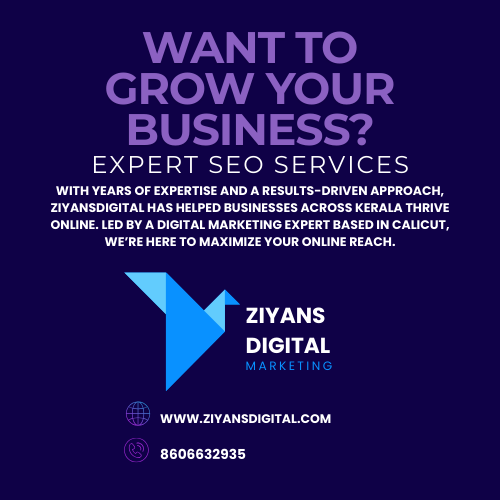 WANT TO
GROW YOUR
BUSINESS?
EXPERT SEO SERVICES
WITH YEARS OF EXPERTISE AND A RESULTS-DRIVEN APPROACH,
ZIYANSDIGITAL HAS HELPED BUSINESSES ACROSS KERALA THRIVE
ONLINE. LED BY A DIGITAL MARKETING EXPERT BASED IN CALICUT,
WE’RE HERE TO MAXIMIZE YOUR ONLINE REACH.
ZIYANS
DIGITAL
MARKETING
WWW.ZIYANSDIGITAL.COM
8606632935